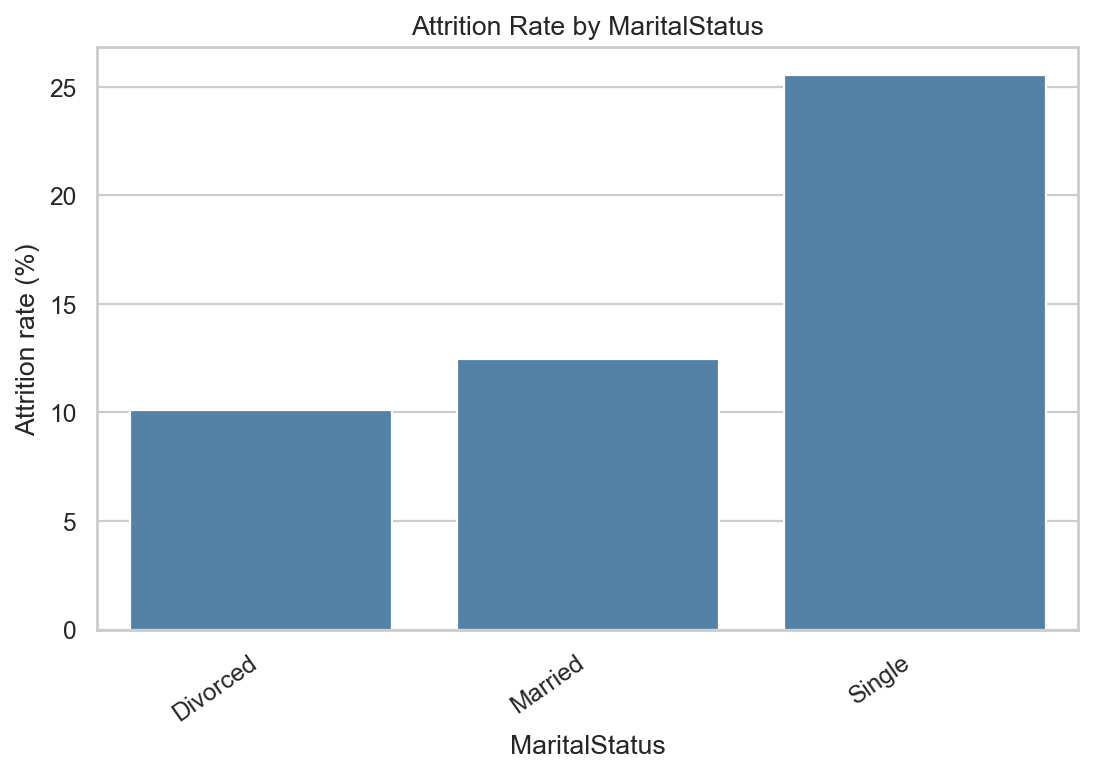 Attrition Rate by MaritalStatus
Attrition rate (%)
25
20
15
10
5
0
Divorced
Married
Single
MaritalStatus